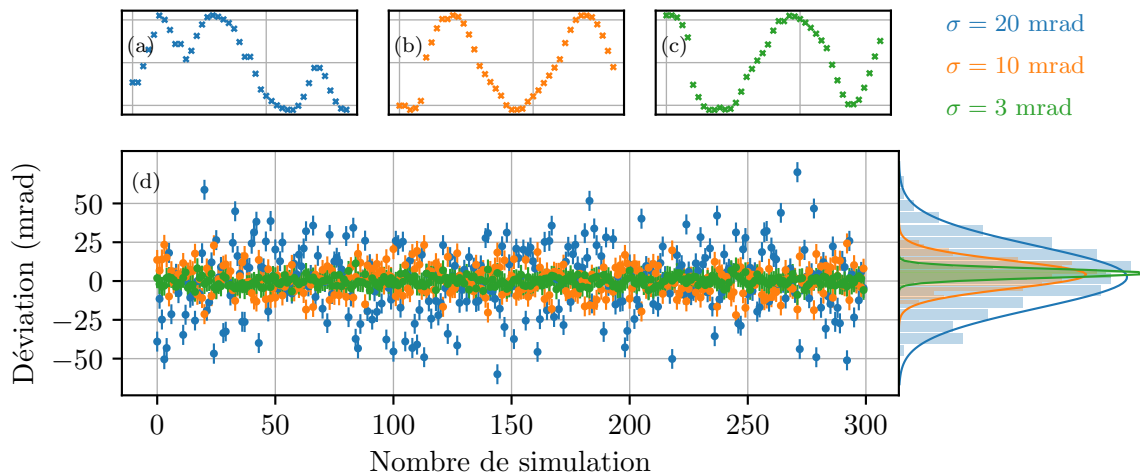 (a)
(b)
(c)
σ = 20 mrad
σ = 10 mrad
σ = 3 mrad
(d)
Déviation (mrad)
50
25
0
−25
−50
0
50
100
150
200
250
300
Nombre de simulation